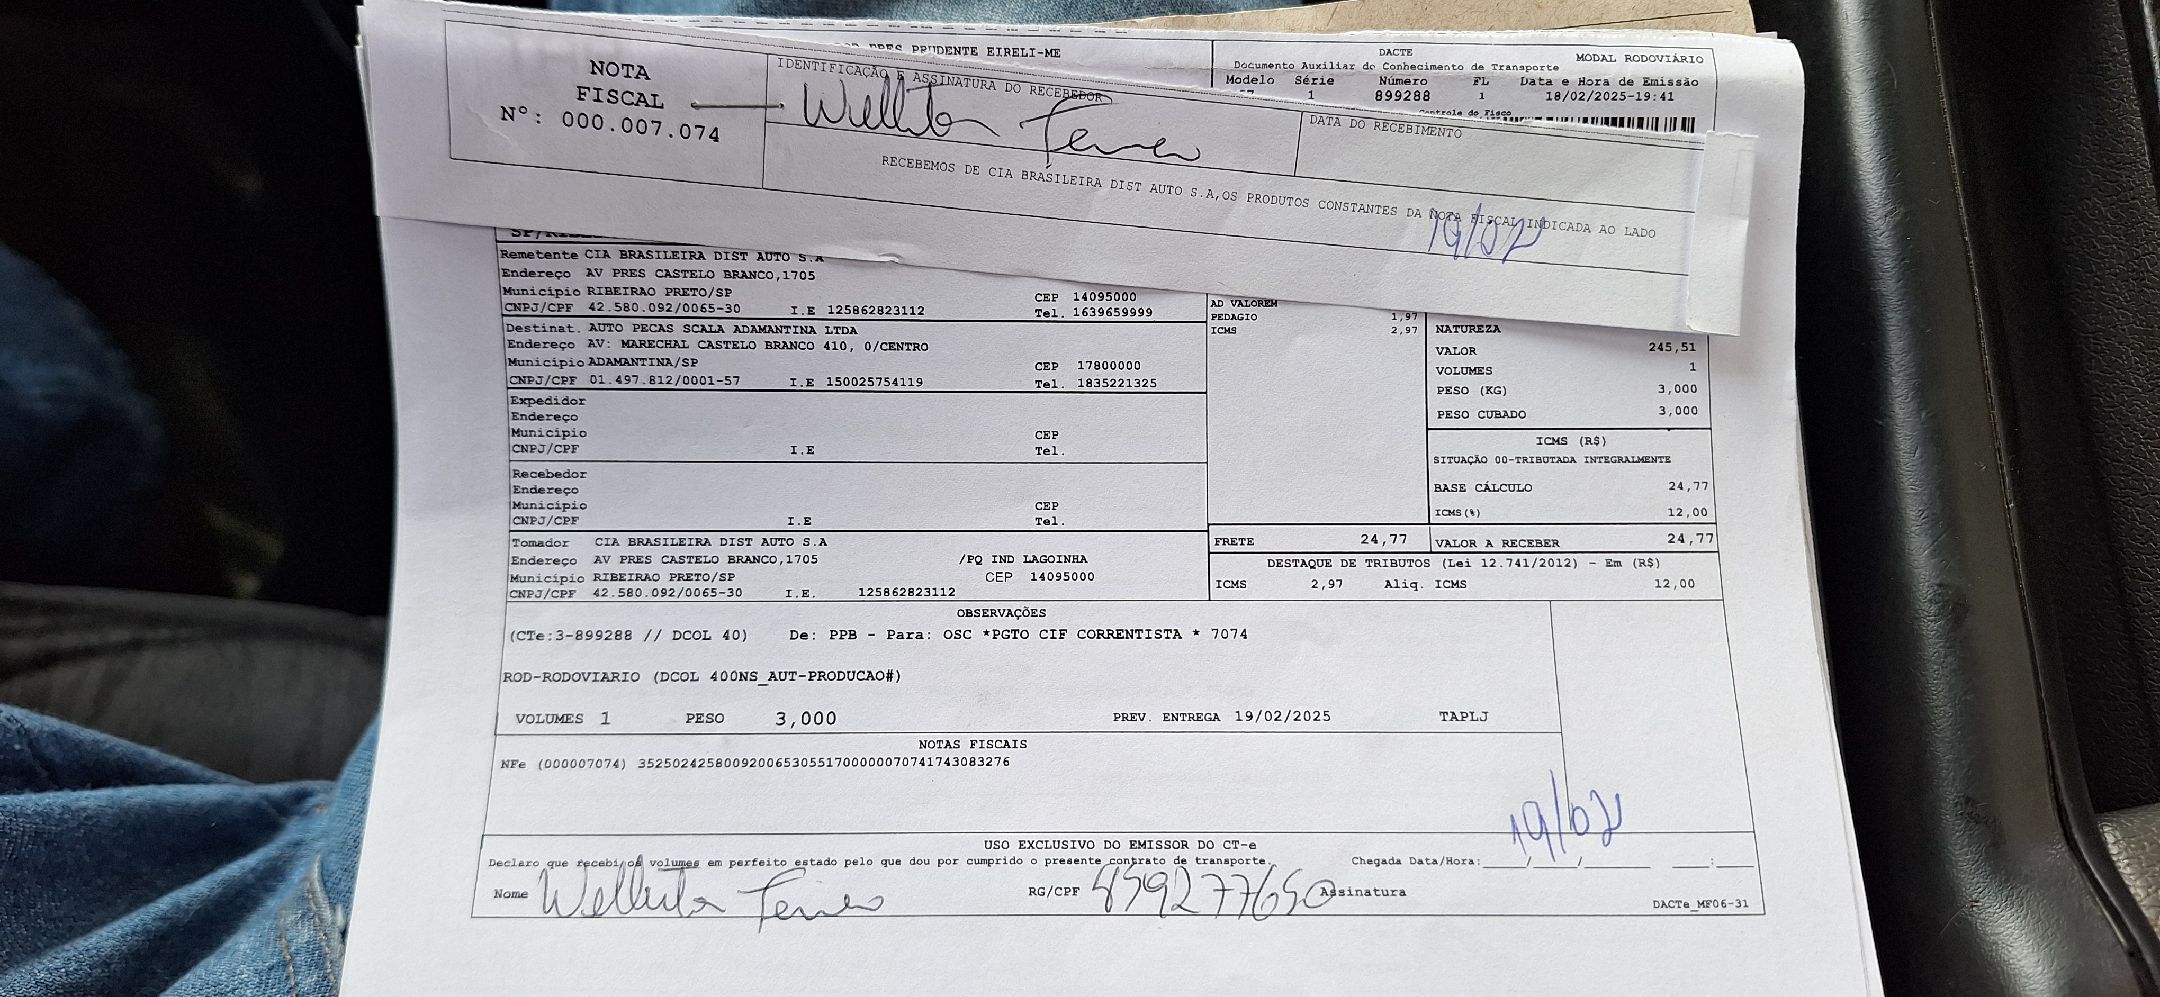 NOTA
FISCAL
Nº: 000.007.074
IDENTIFICAÇÃO E ASSINATURA DO RECEBEDOR
DATA DO RECEBIMENTO
RECEBEMOS DE CIA BRASILEIRA DIST AUTO S.A,OS PRODUTOS CONSTANTES DA NOTA FISCAL INDICADA AO LADO
19/02
PRES PRUDENTE EIRELI-ME
DACTE
MODAL RODOVIÁRIO
Documento Auxiliar do Conhecimento de Transporte
Modelo Série Número FL Data e Hora de Emissão
1 899288 1 18/02/2025-19:41
Controle do Fisco
Remetente CIA BRASILEIRA DIST AUTO S.A
Endereço AV PRES CASTELO BRANCO,1705
Município RIBEIRAO PRETO/SP CEP 14095000
CNPJ/CPF 42.580.092/0065-30 I.E 125862823112 Tel. 1639659999
Destinat. AUTO PECAS SCALA ADAMANTINA LTDA
Endereço AV: MARECHAL CASTELO BRANCO 410, 0/CENTRO
Município ADAMANTINA/SP CEP 17800000
CNPJ/CPF 01.497.812/0001-57 I.E 150025754119 Tel. 1835221325
Expedidor
Endereço
Município CEP
CNPJ/CPF I.E Tel.
Recebedor
Endereço
Município CEP
CNPJ/CPF I.E Tel.
Tomador CIA BRASILEIRA DIST AUTO S.A
Endereço AV PRES CASTELO BRANCO,1705 /PQ IND LAGOINHA
Município RIBEIRAO PRETO/SP CEP 14095000
CNPJ/CPF 42.580.092/0065-30 I.E. 125862823112
AD VALOREM
PEDAGIO 1,97
ICMS 2,97
NATUREZA
VALOR 245,51
VOLUMES 1
PESO (KG) 3,000
PESO CUBADO 3,000
ICMS (R$)
SITUAÇÃO 00-TRIBUTADA INTEGRALMENTE
BASE CÁLCULO 24,77
ICMS(%) 12,00
FRETE 24,77 VALOR A RECEBER 24,77
DESTAQUE DE TRIBUTOS (Lei 12.741/2012) - Em (R$)
ICMS 2,97 Aliq. ICMS 12,00
OBSERVAÇÕES
(CTe:3-899288 // DCOL 40) De: PPB - Para: OSC *PGTO CIF CORRENTISTA * 7074
ROD-RODOVIARIO (DCOL 400NS_AUT-PRODUCAO#)
VOLUMES 1 PESO 3,000 PREV. ENTREGA 19/02/2025 TAPLJ
NOTAS FISCAIS
NFe (000007074) 35250242580092006530551700000070741743083276
19/02
USO EXCLUSIVO DO EMISSOR DO CT-e
Declaro que recebi os volumes em perfeito estado pelo que dou por cumprido o presente contrato de transporte. Chegada Data/Hora:____/____/________ ____:____
Nome RG/CPF Assinatura
DACTe_MF06-31